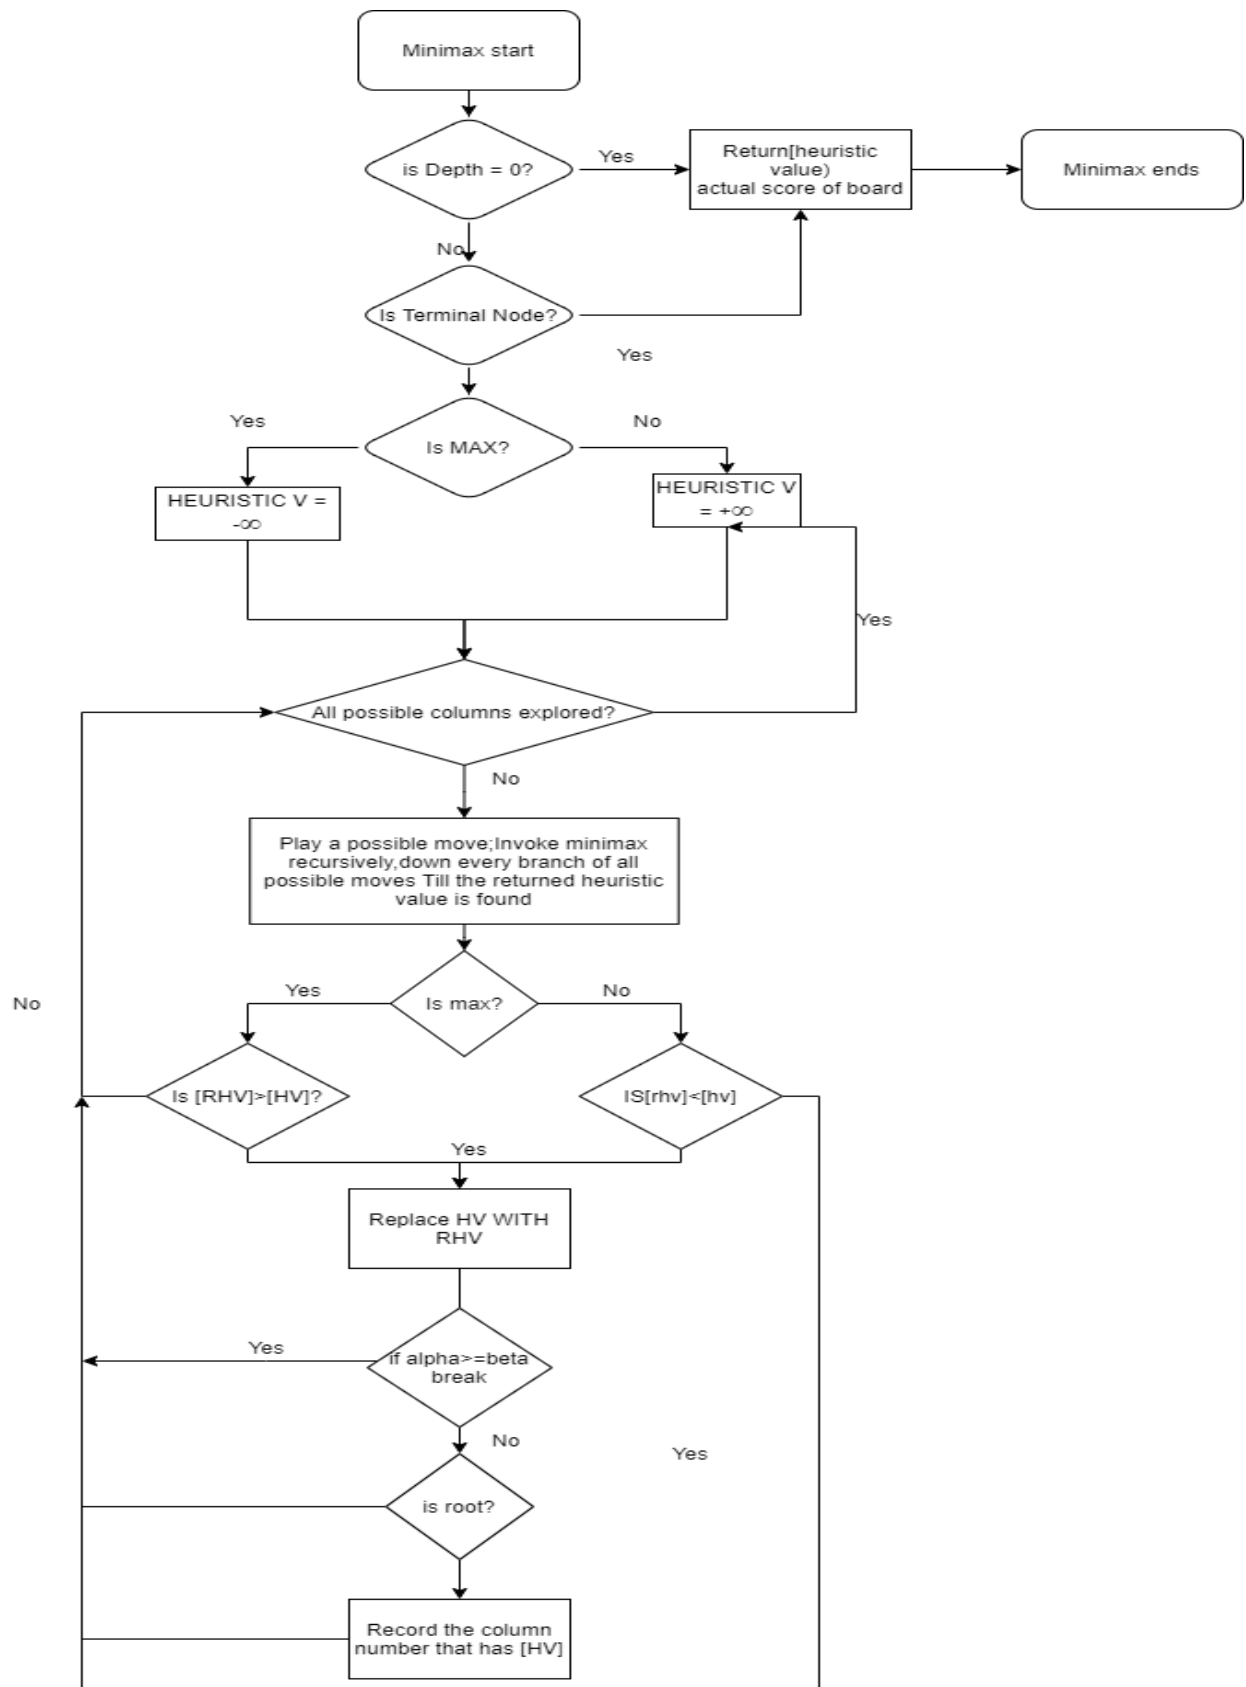 Minimax start
is Depth = 0?
Yes
Return[heuristic
value)
actual score of board
Minimax ends
No
Is Terminal Node?
Yes
Yes
Is MAX?
No
HEURISTIC V =
-∞
HEURISTIC V
= +∞
Yes
All possible columns explored?
No
Play a possible move;Invoke minimax
recursively,down every branch of all
possible moves Till the returned heuristic
value is found
No
Yes
Is max?
No
Is [RHV]>[HV]?
IS[rhv]<[hv]
Yes
Replace HV WITH
RHV
Yes
if alpha>=beta
break
No
Yes
is root?
Record the column
number that has [HV]